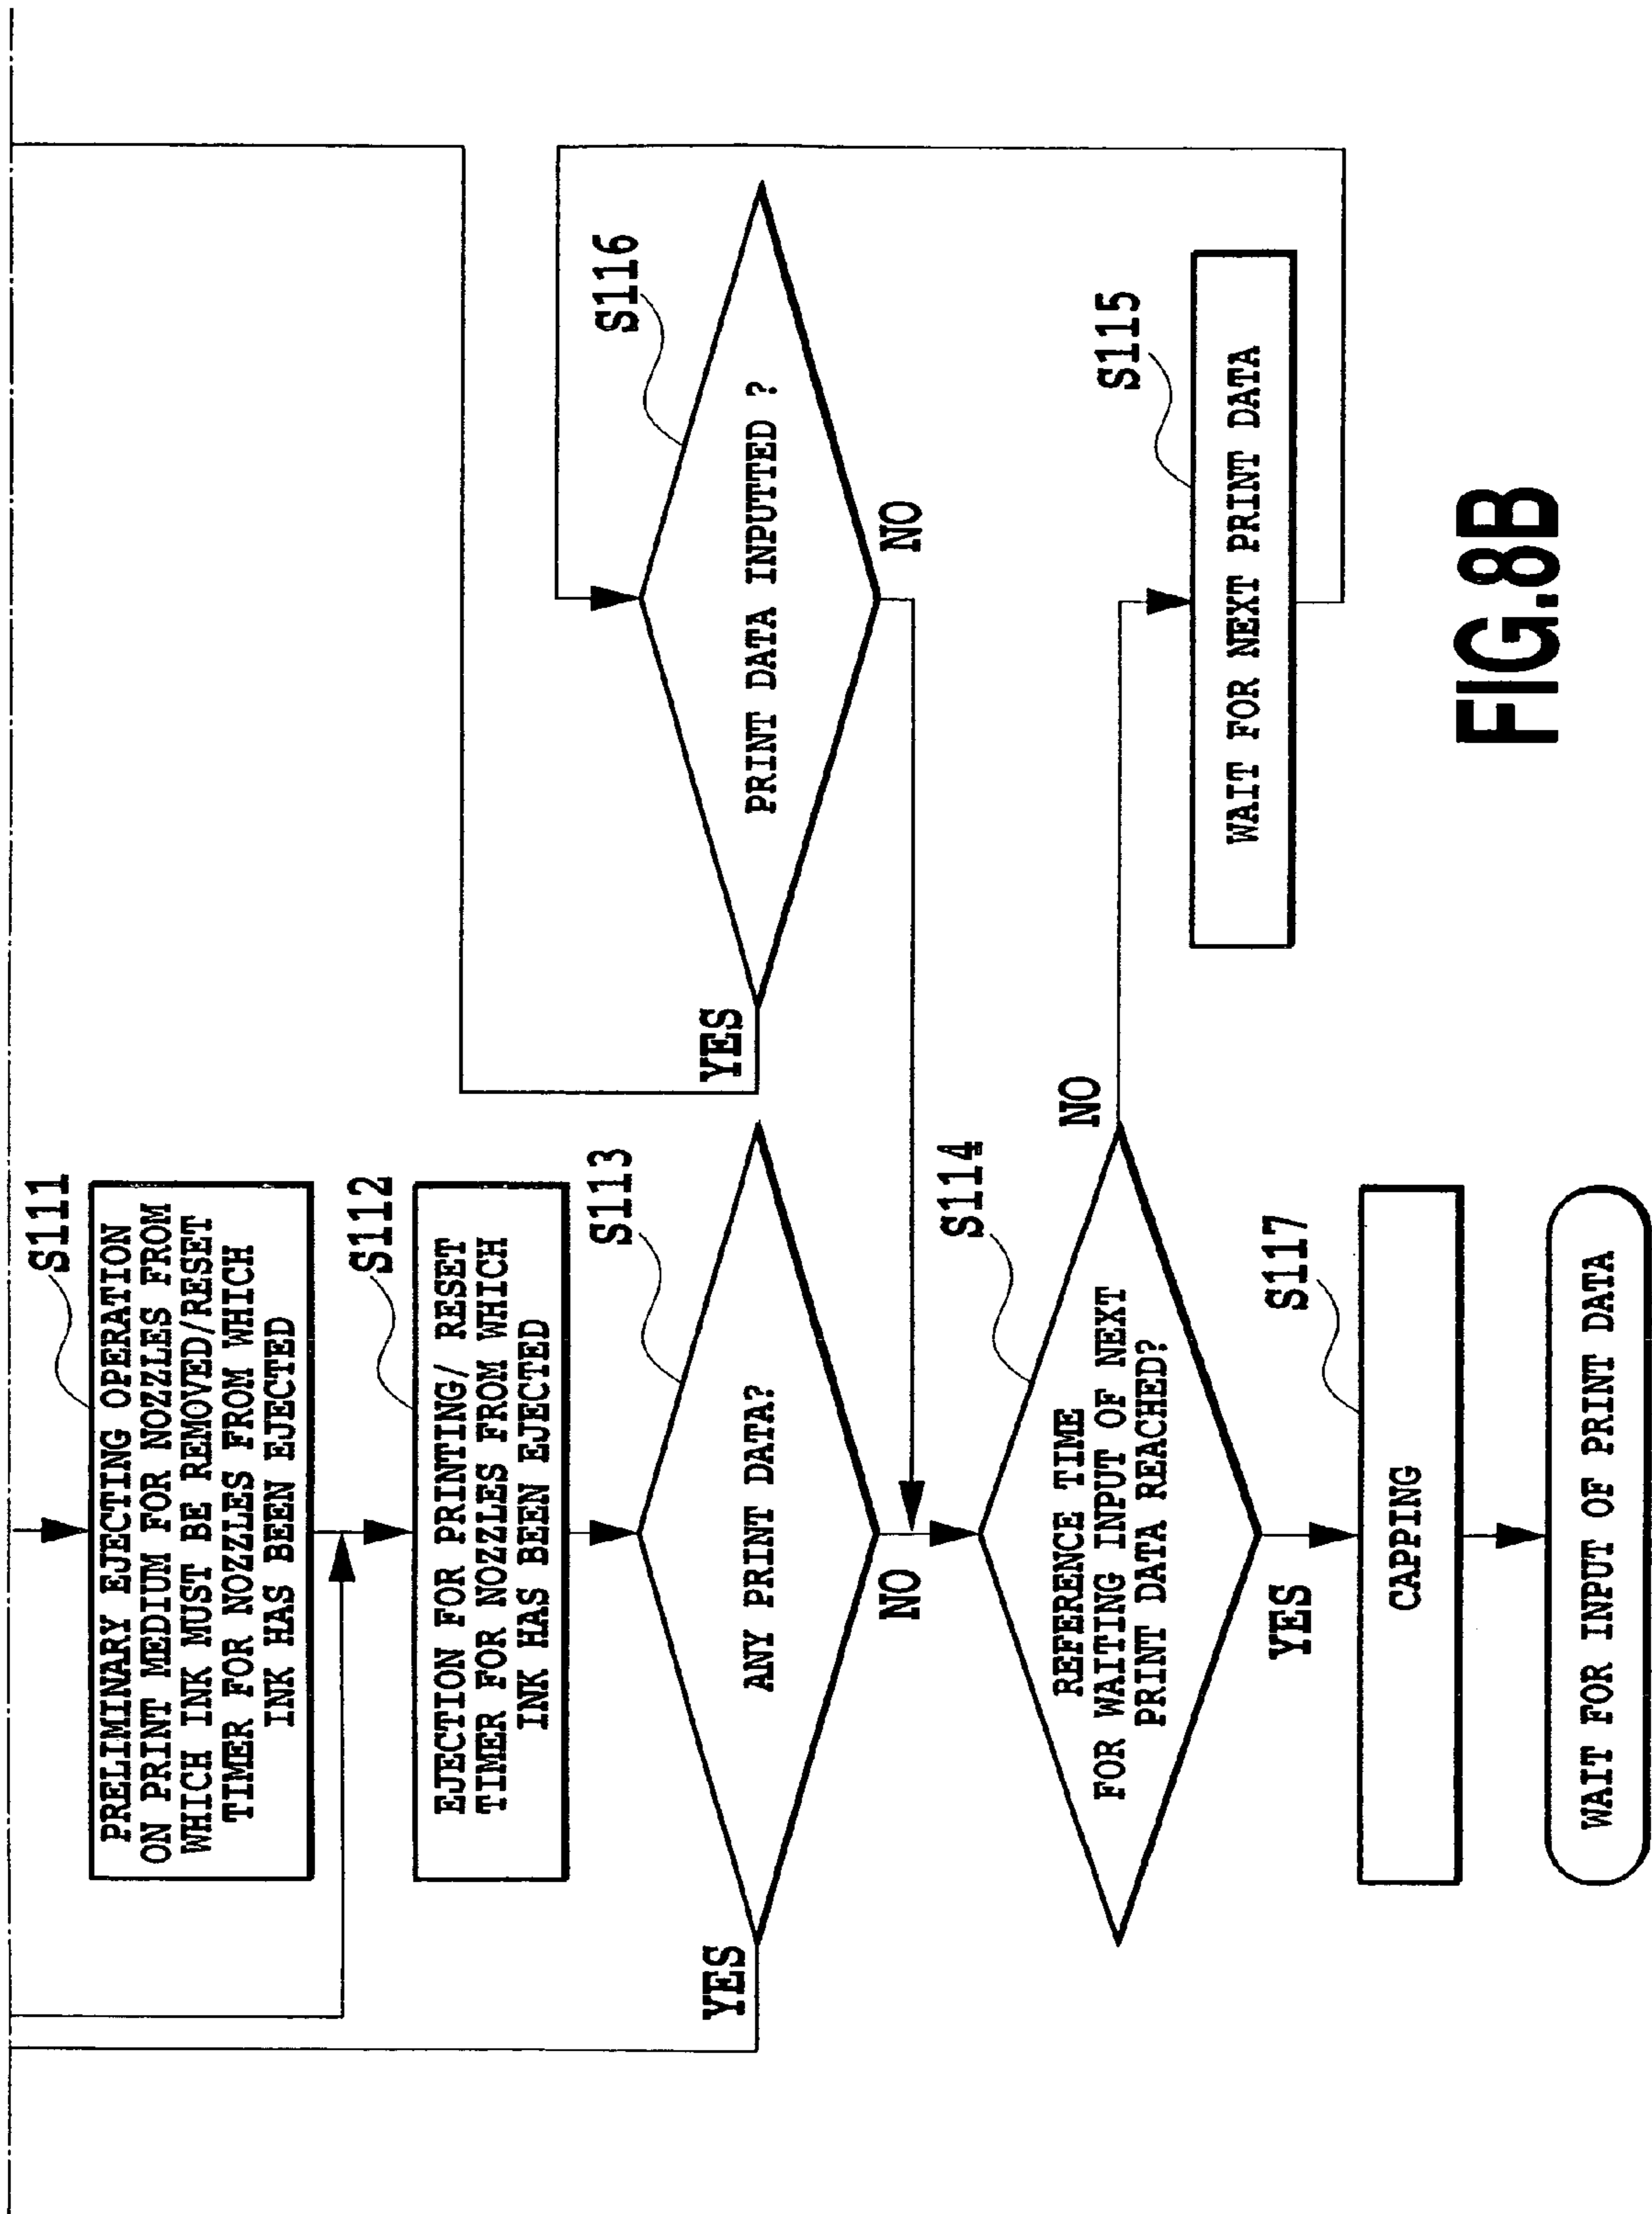 S111
PRELIMINARY EJECTING OPERATION
ON PRINT MEDIUM FOR NOZZLES FROM
WHICH INK MUST BE REMOVED/RESET
TIMER FOR NOZZLES FROM WHICH
INK HAS BEEN EJECTED
S112
EJECTION FOR PRINTING/ RESET
TIMER FOR NOZZLES FROM WHICH
INK HAS BEEN EJECTED
S113
ANY PRINT DATA?
YES
NO
S116
PRINT DATA INPUTTED ?
YES
NO
S114
REFERENCE TIME
FOR WAITING INPUT OF NEXT
PRINT DATA REACHED?
NO
YES
S115
WAIT FOR NEXT PRINT DATA
S117
CAPPING
WAIT FOR INPUT OF PRINT DATA
FIG.8B